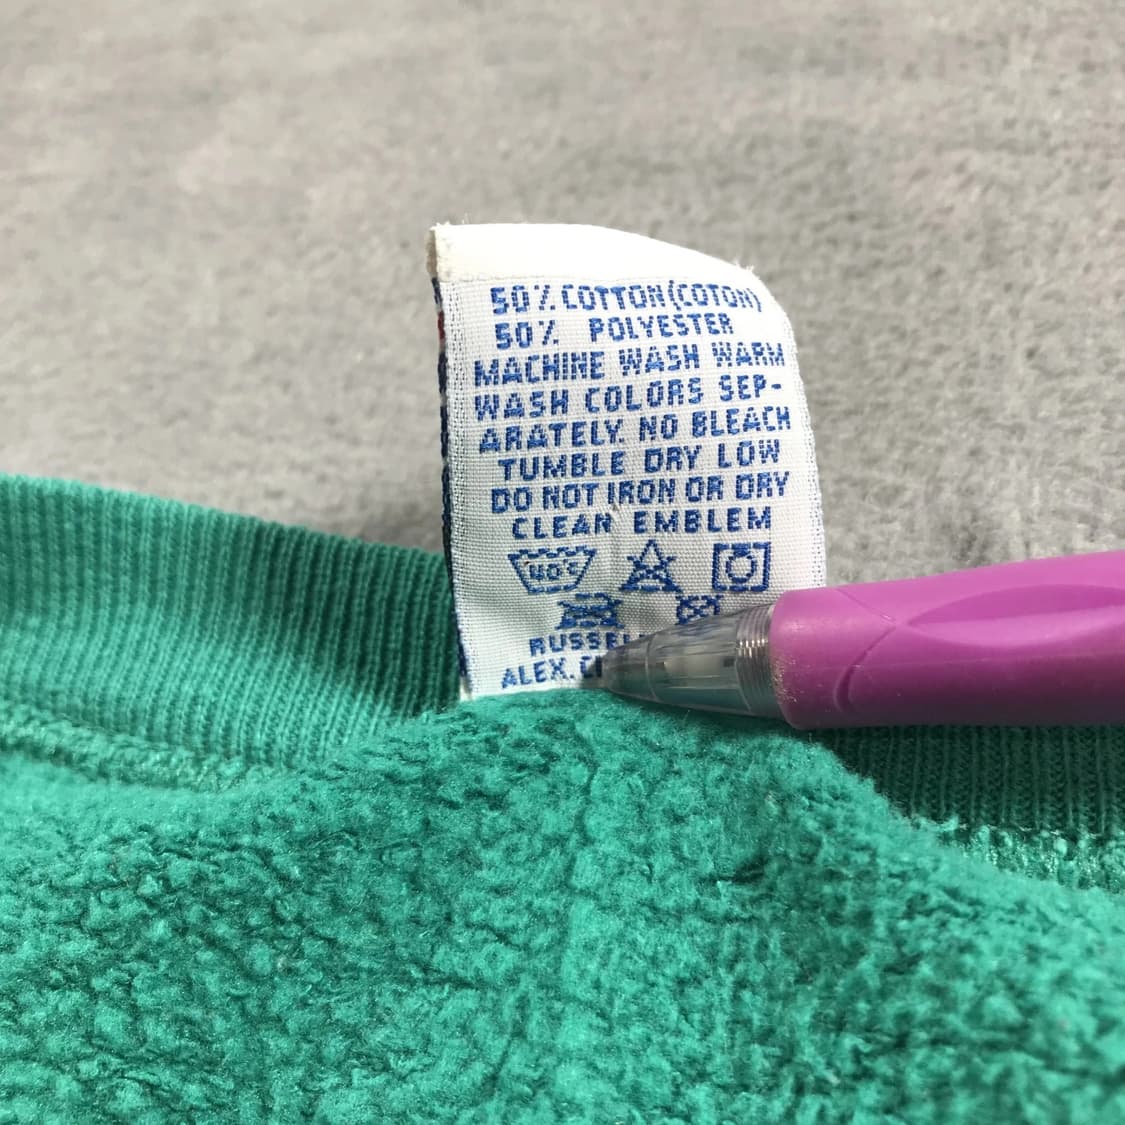 50% COTTON(COTON)
50% POLYESTER
MACHINE WASH WARM
WASH COLORS SEP-
ARATELY. NO BLEACH
TUMBLE DRY LOW
DO NOT IRON OR DRY
CLEAN EMBLEM
40°C
ALEX.